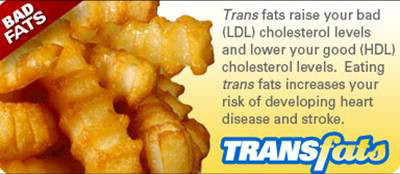 BAD
FATS
Trans fats raise your bad
(LDL) cholesterol levels
and lower your good (HDL)
cholesterol levels.  Eating
trans fats increases your
risk of developing heart
disease and stroke.
TRANSfats